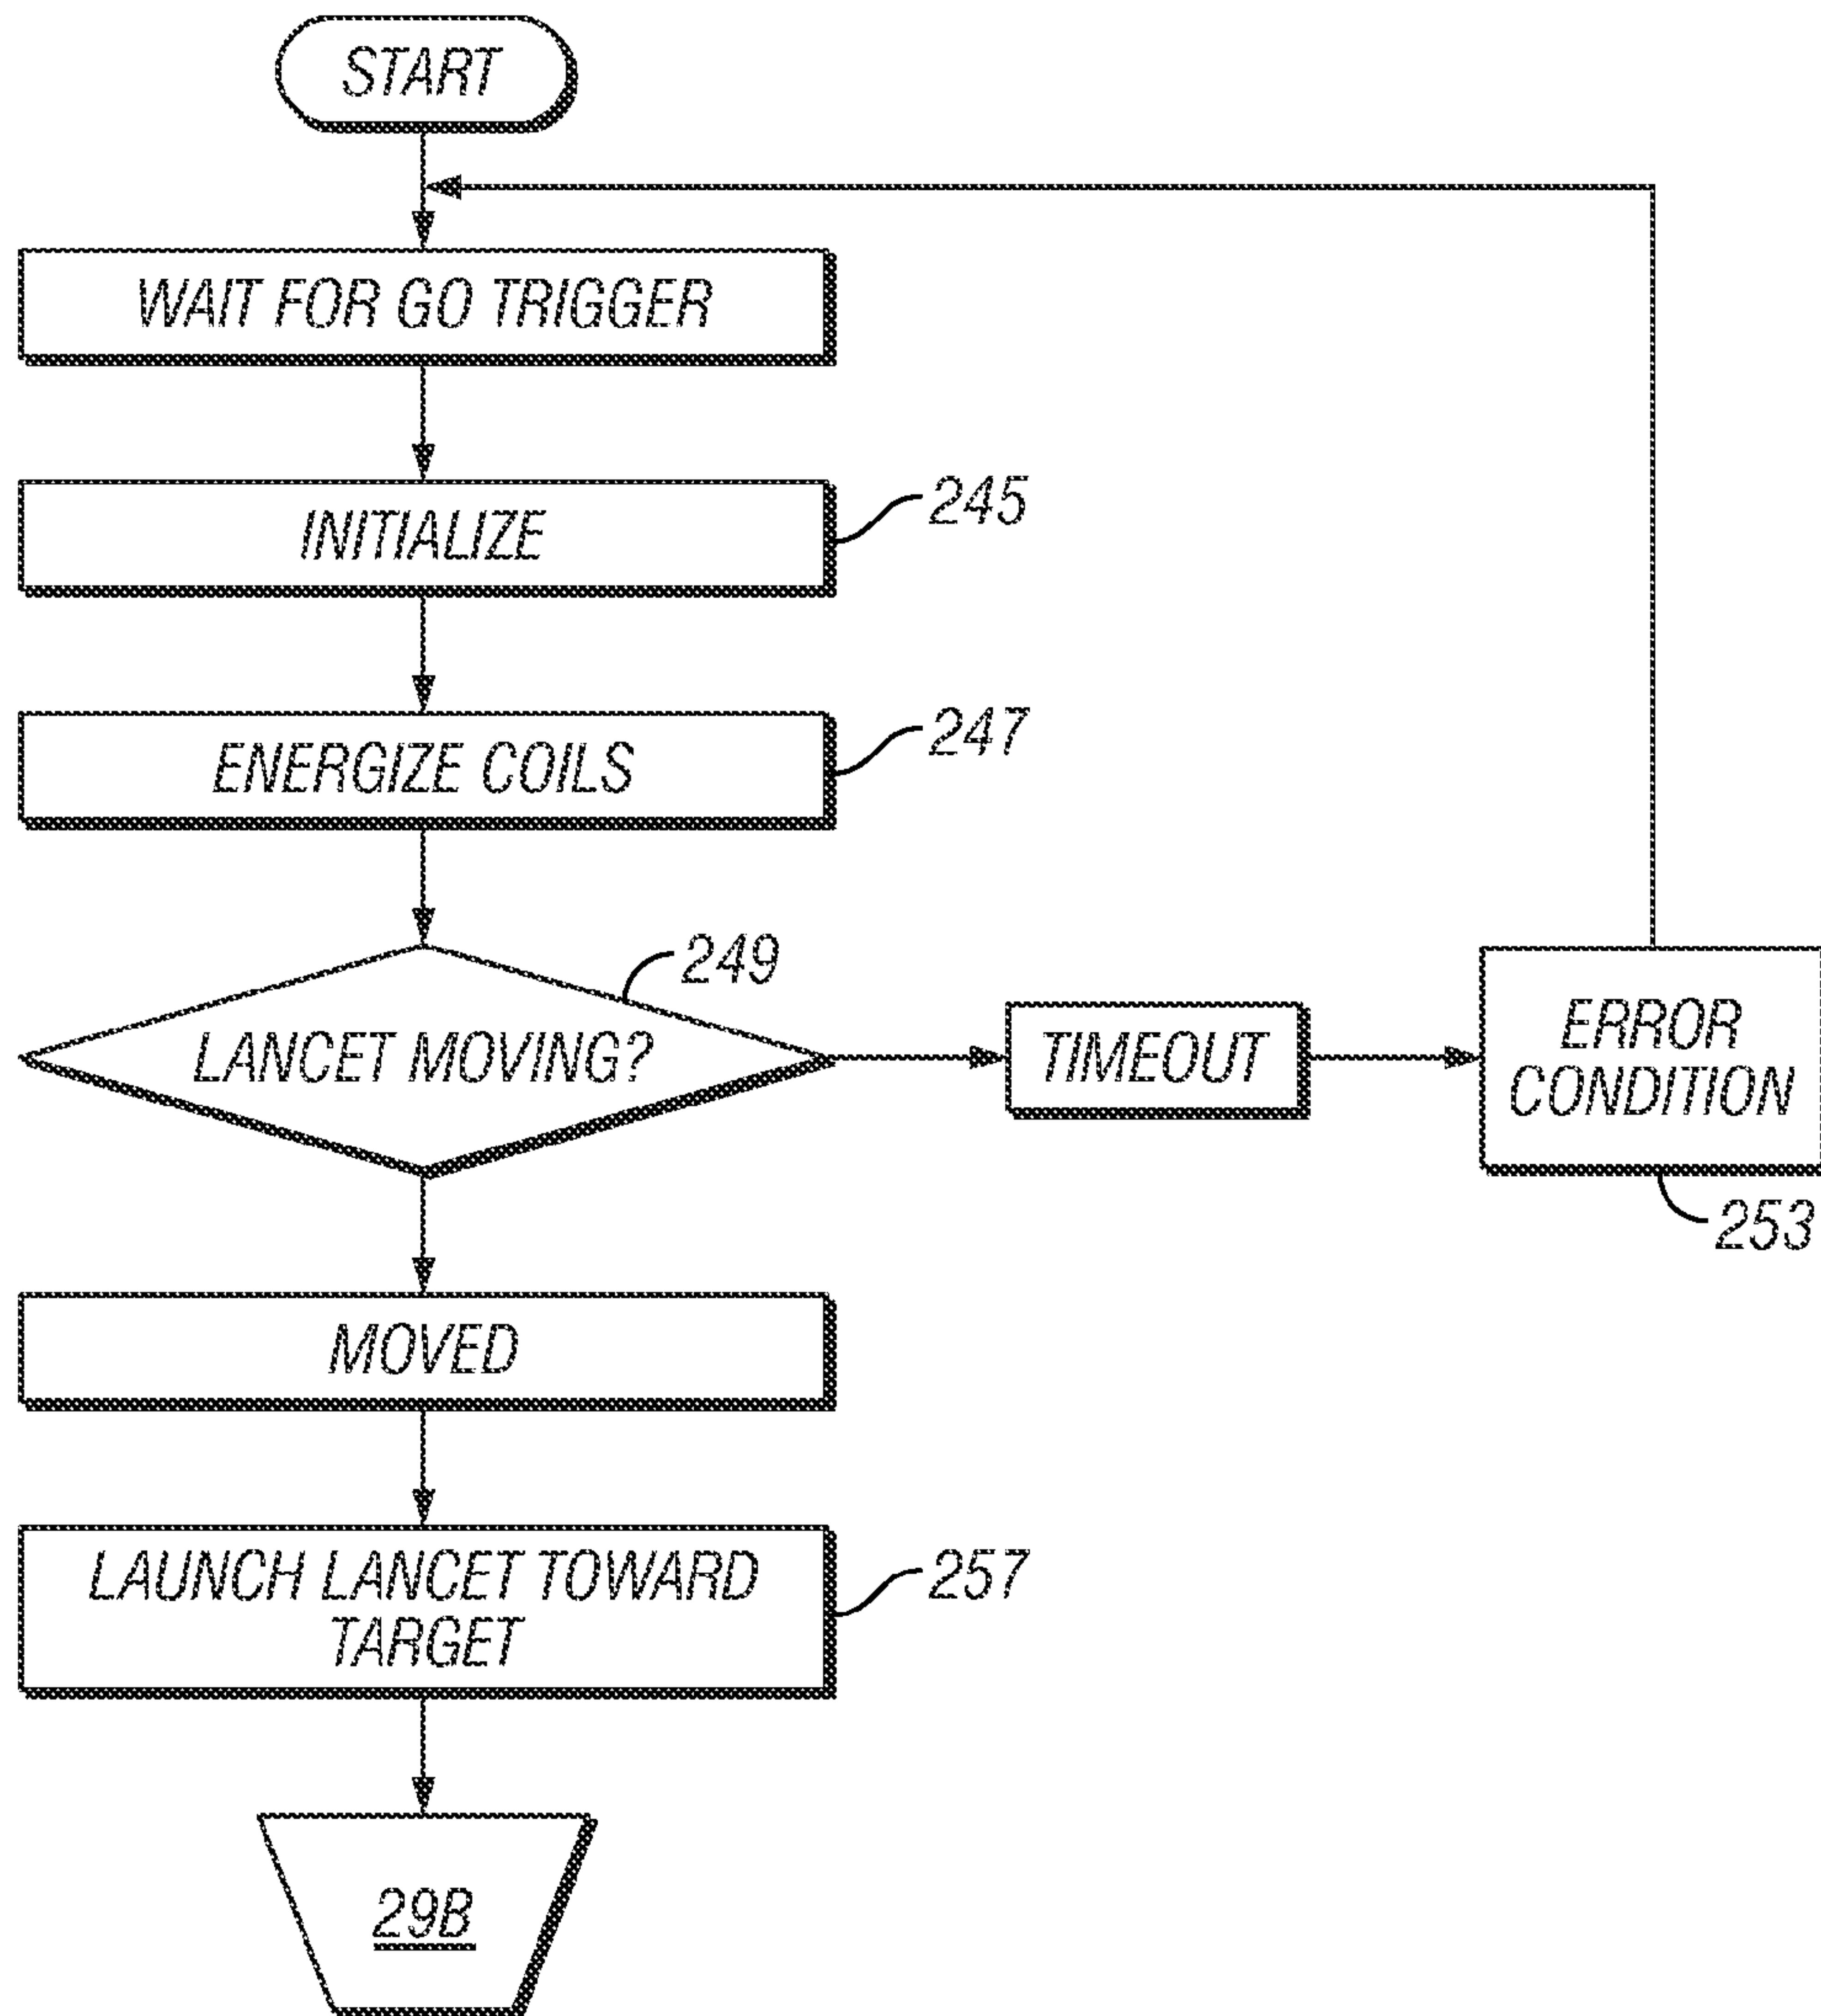 START
WAIT FOR GO TRIGGER
INITIALIZE
245
ENERGIZE COILS
247
249
LANCET MOVING?
TIMEOUT
ERROR
CONDITION
253
MOVED
LAUNCH LANCET TOWARD
TARGET
257
29B